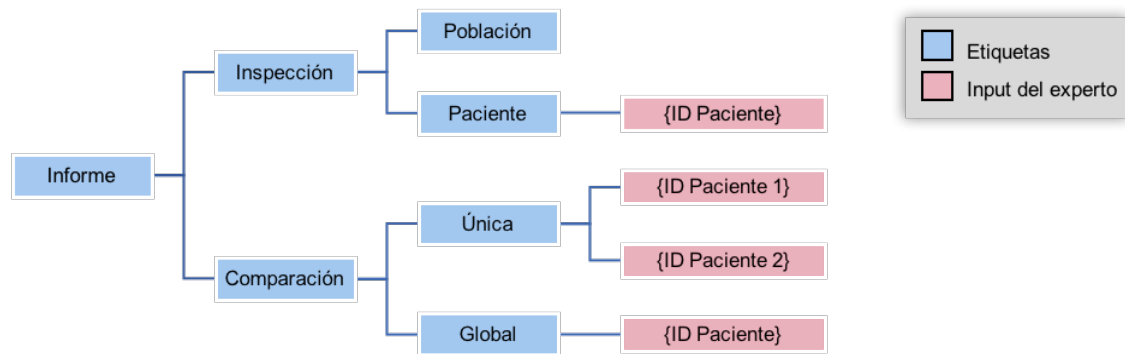 Población
Inspección
Paciente
{ID Paciente}
Informe
{ID Paciente 1}
Única
{ID Paciente 2}
Comparación
Global
{ID Paciente}
Etiquetas
Input del experto